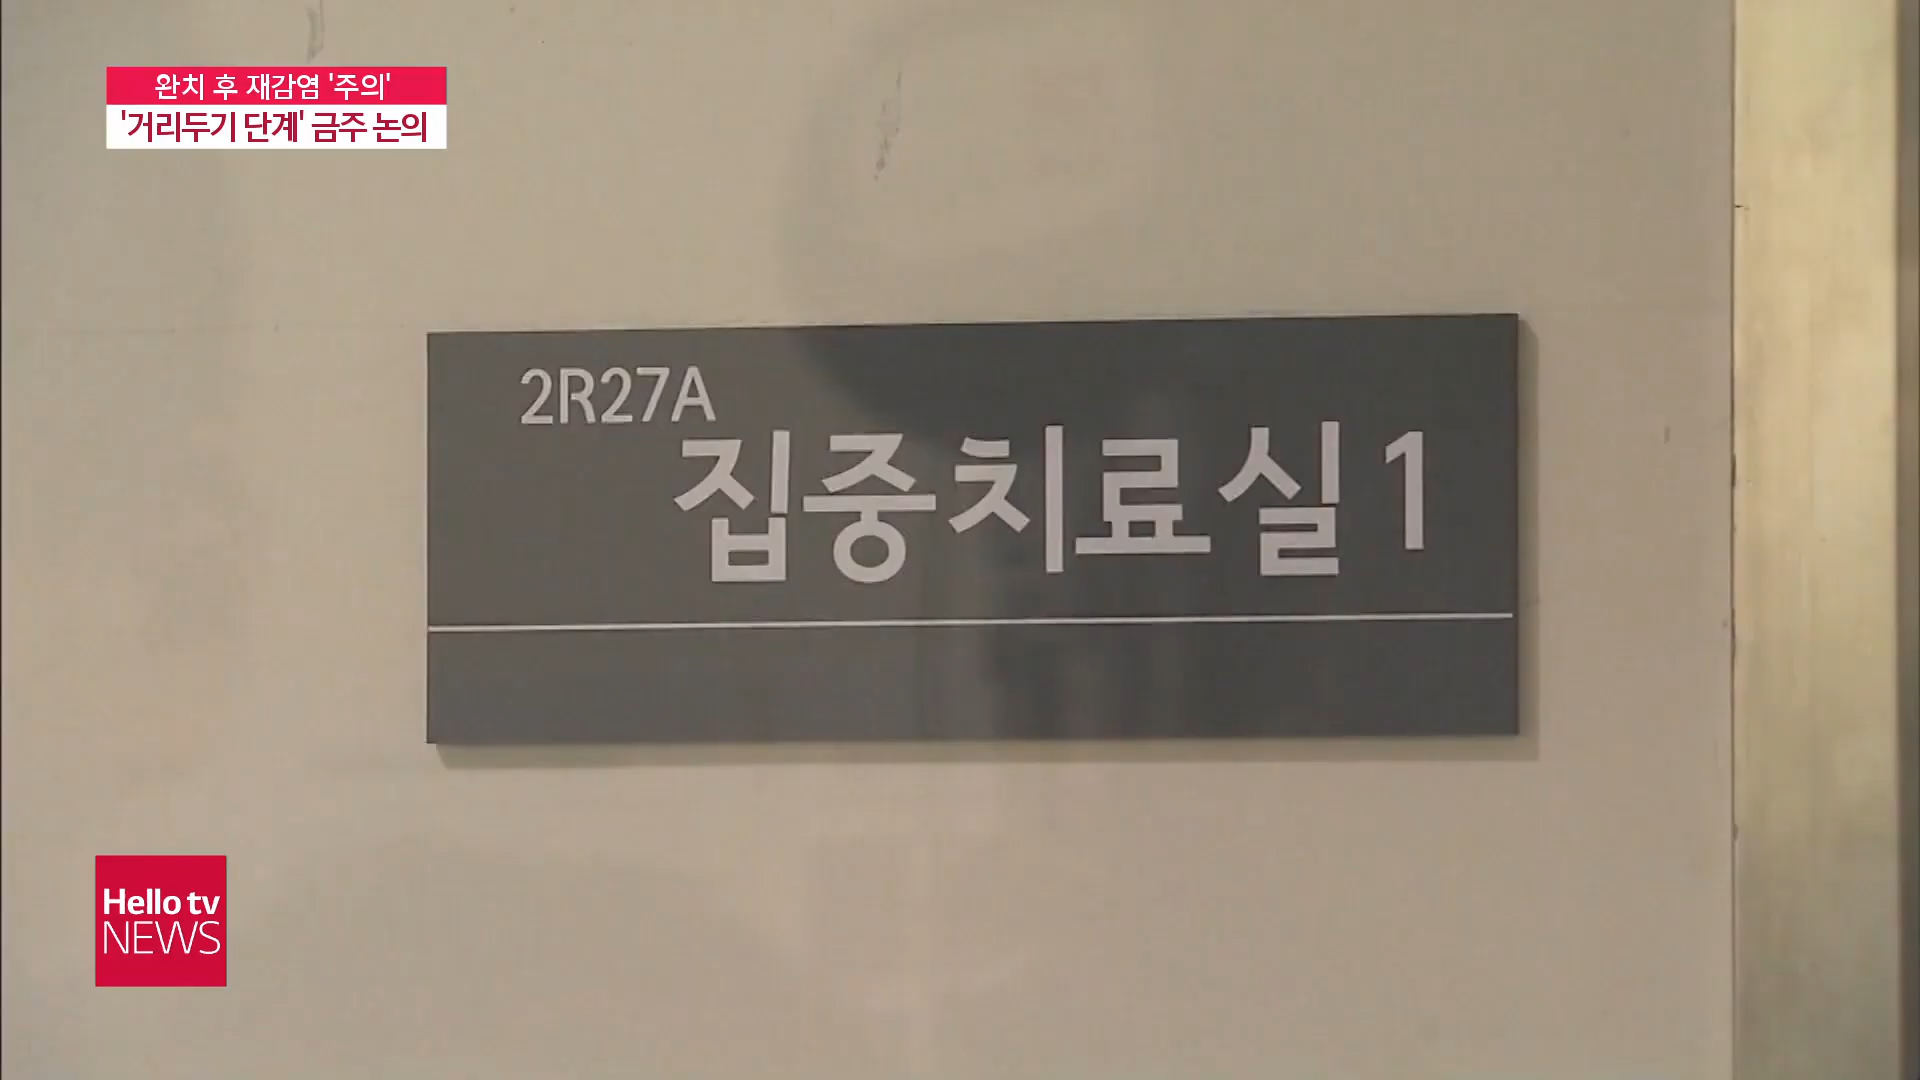 완치 후 재감염 '주의'
'거리두기 단계' 금주 논의
2R27A
집중치료실 1
Hello tv
NEWS